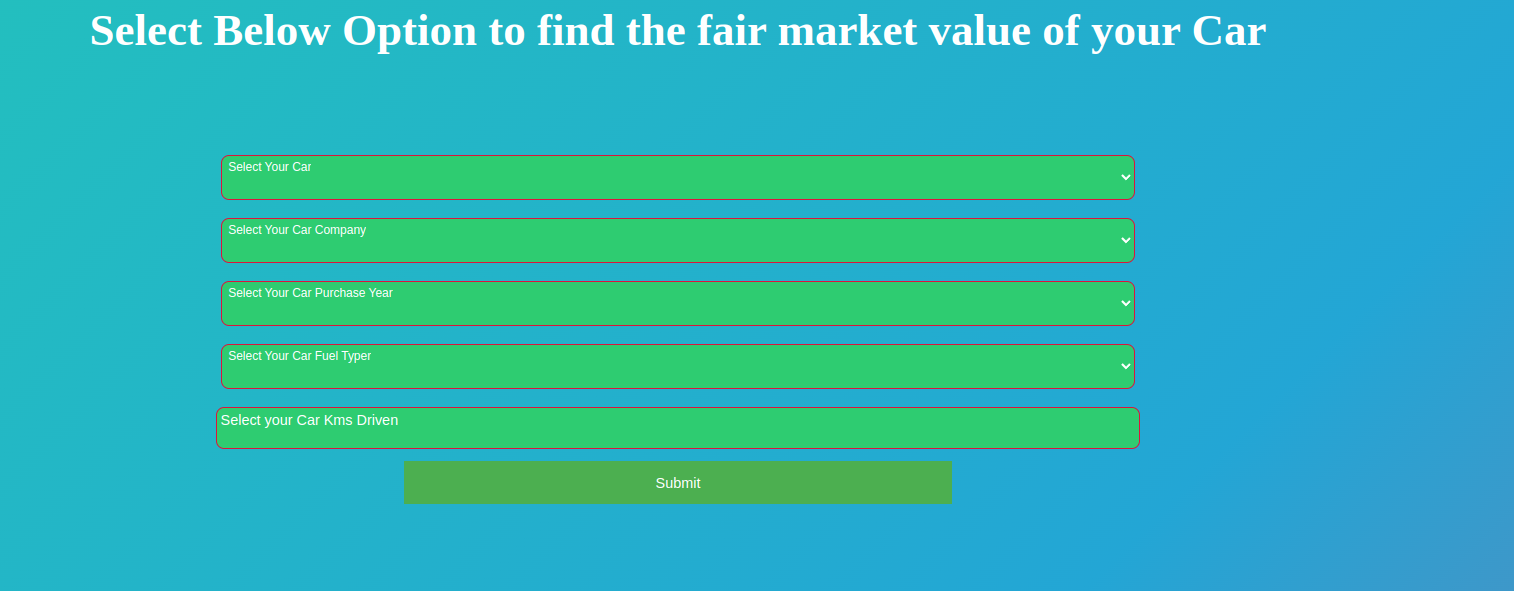 Select Below Option to find the fair market value of your Car
Select Your Car
Select Your Car Company
Select Your Car Purchase Year
Select Your Car Fuel Typer
Select your Car Kms Driven
Submit